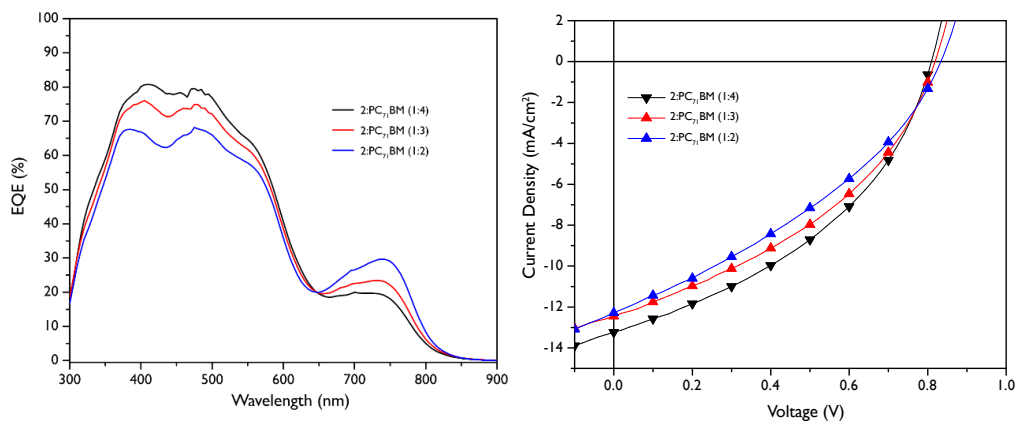 100
90
80
70
60
50
40
30
20
10
0
EQE (%)
2:PC₇₁BM (1:4)
2:PC₇₁BM (1:3)
2:PC₇₁BM (1:2)
300 400 500 600 700 800 900
Wavelength (nm)
2
0
-2
-4
-6
-8
-10
-12
-14
Current Density (mA/cm²)
2:PC₇₁BM (1:4)
2:PC₇₁BM (1:3)
2:PC₇₁BM (1:2)
0.0 0.2 0.4 0.6 0.8 1.0
Voltage (V)